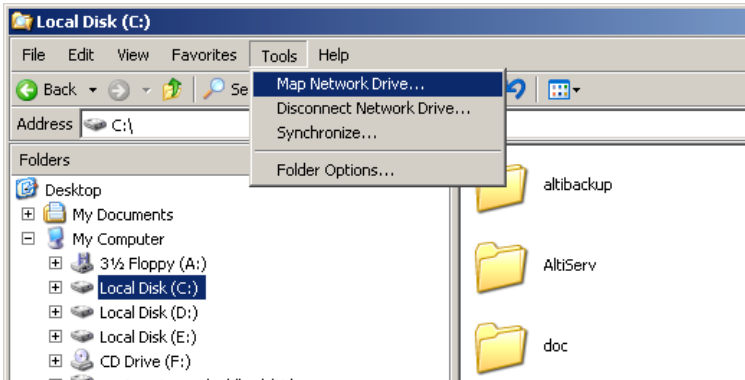 Local Disk (C:)
File Edit View Favorites Tools Help
Back Se
Map Network Drive...
Disconnect Network Drive...
Synchronize...
Folder Options...
Address C:\
Folders
Desktop
My Documents
My Computer
3½ Floppy (A:)
Local Disk (C:)
Local Disk (D:)
Local Disk (E:)
CD Drive (F:)
altibackup
AltiServ
doc